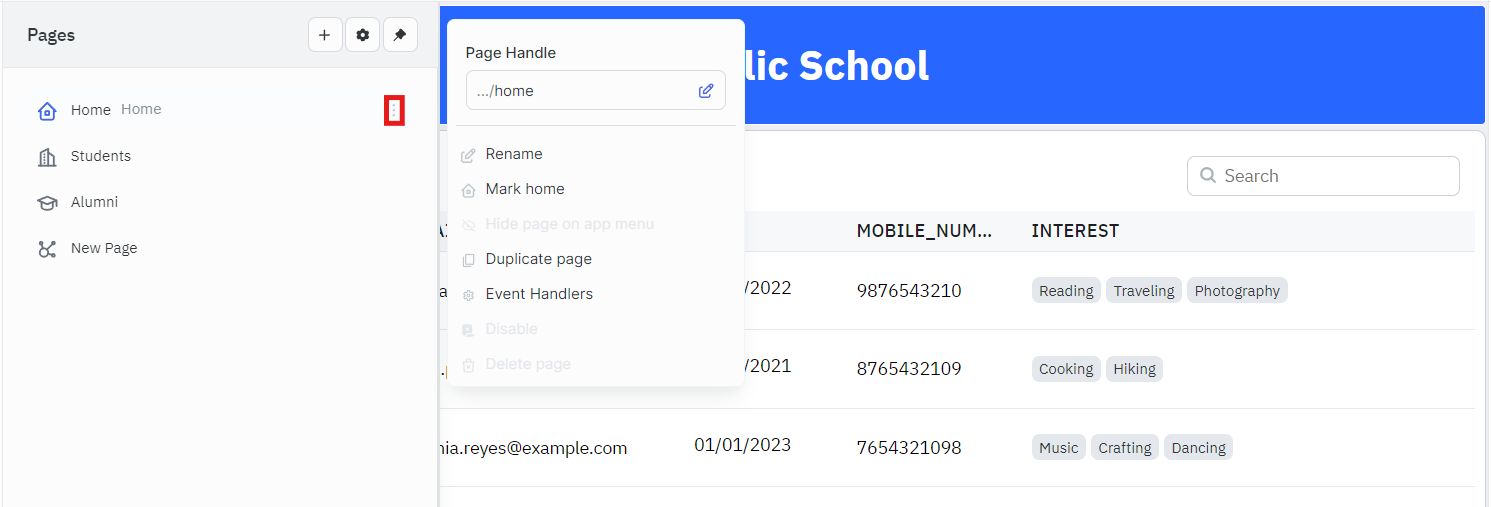 Pages
Home Home
Students
Alumni
New Page
Page Handle
.../home
Rename
Mark home
Hide page on app menu
Duplicate page
Event Handlers
Disable
Delete page
lic School
Search
MOBILE_NUM... INTEREST
/2022 9876543210 Reading Traveling Photography
/2021 8765432109 Cooking Hiking
nia.reyes@example.com 01/01/2023 7654321098 Music Crafting Dancing